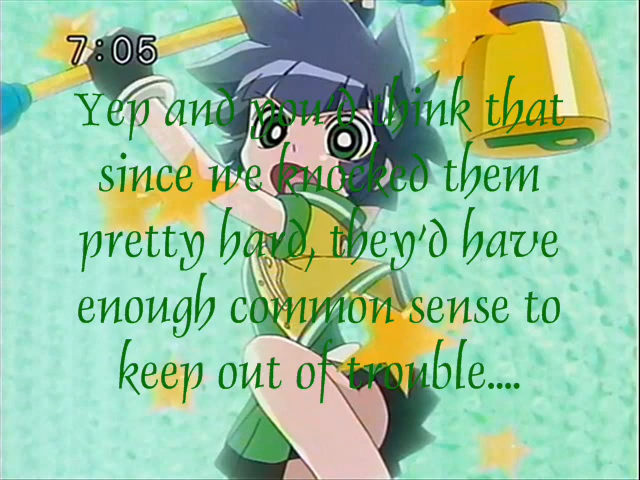 7:05
Yep and you'd think that
since we knocked them
pretty hard, they'd have
enough common sense to
keep out of trouble....